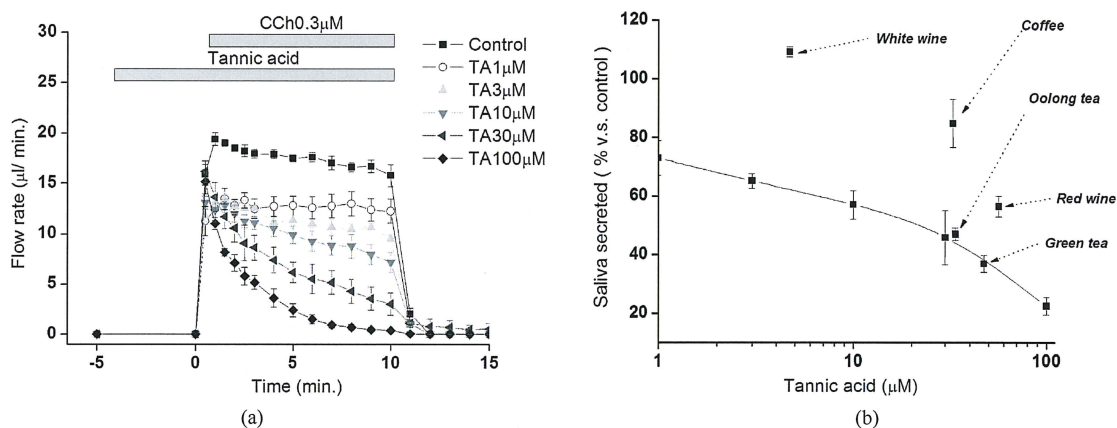 CCh0.3μM
Tannic acid
Control
TA1μM
TA3μM
TA10μM
TA30μM
TA100μM
30
25
20
15
10
5
0
Flow rate (μl/ min.)
-5
0
5
10
15
Time (min.)
(a)
120
100
80
60
40
20
Saliva secreted ( % v.s. control )
White wine
Coffee
Oolong tea
Red wine
Green tea
1
10
100
Tannic acid (μM)
(b)